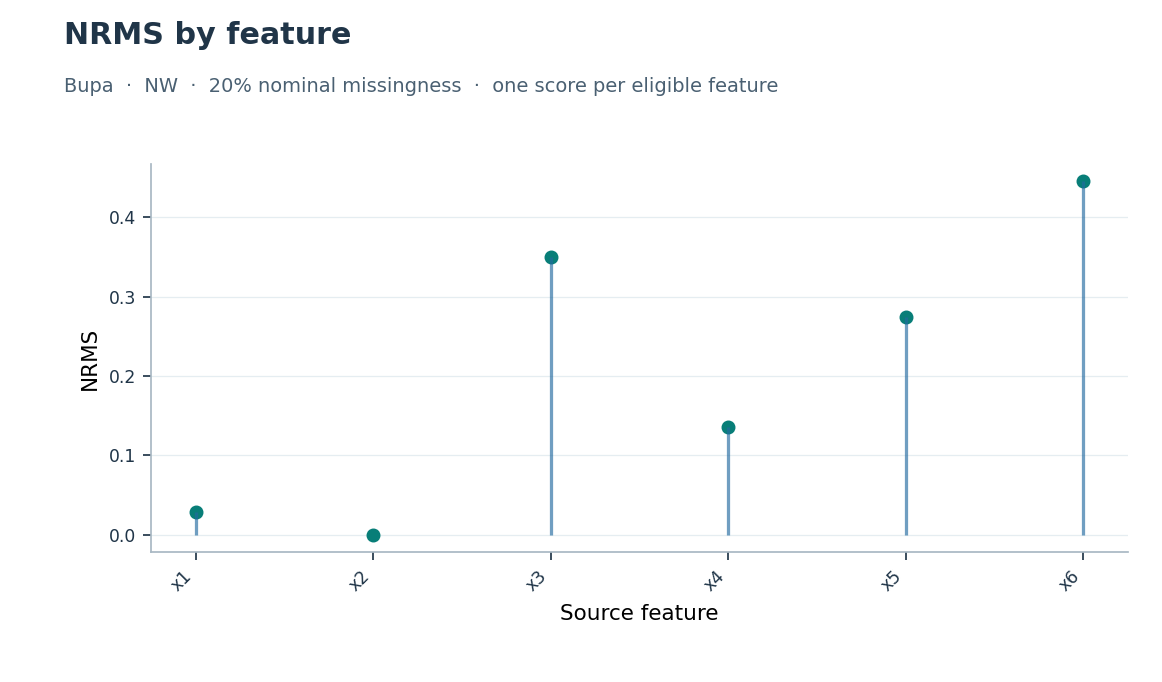 NRMS by feature
Bupa · NW · 20% nominal missingness · one score per eligible feature
NRMS
0.4
0.3
0.2
0.1
0.0
x1 x2 x3 x4 x5 x6
Source feature